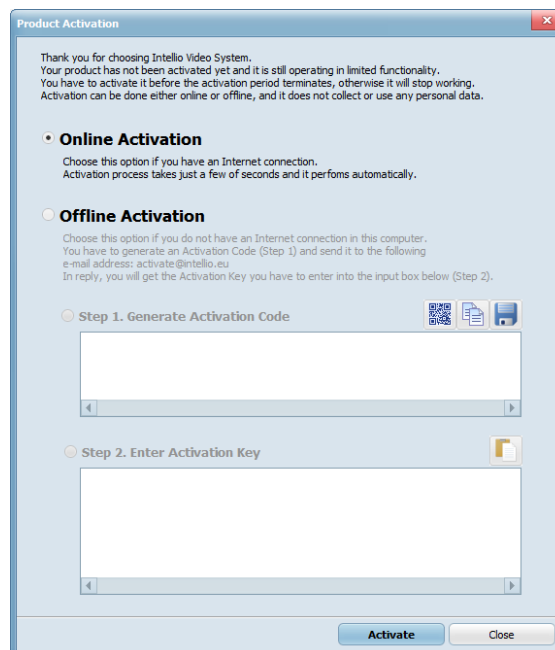 Product Activation
Thank you for choosing Intellio Video System.
Your product has not been activated yet and it is still operating in limited functionality.
You have to activate it before the activation period terminates, otherwise it will stop working.
Activation can be done either online or offline, and it does not collect or use any personal data.
Online Activation
Choose this option if you have an Internet connection.
Activation process takes just a few of seconds and it perfoms automatically.
Offline Activation
Choose this option if you do not have an Internet connection in this computer.
You have to generate an Activation Code (Step 1) and send it to the following
e-mail address: activate@intellio.eu
In reply, you will get the Activation Key you have to enter into the input box below (Step 2).
Step 1. Generate Activation Code
Step 2. Enter Activation Key
Activate
Close